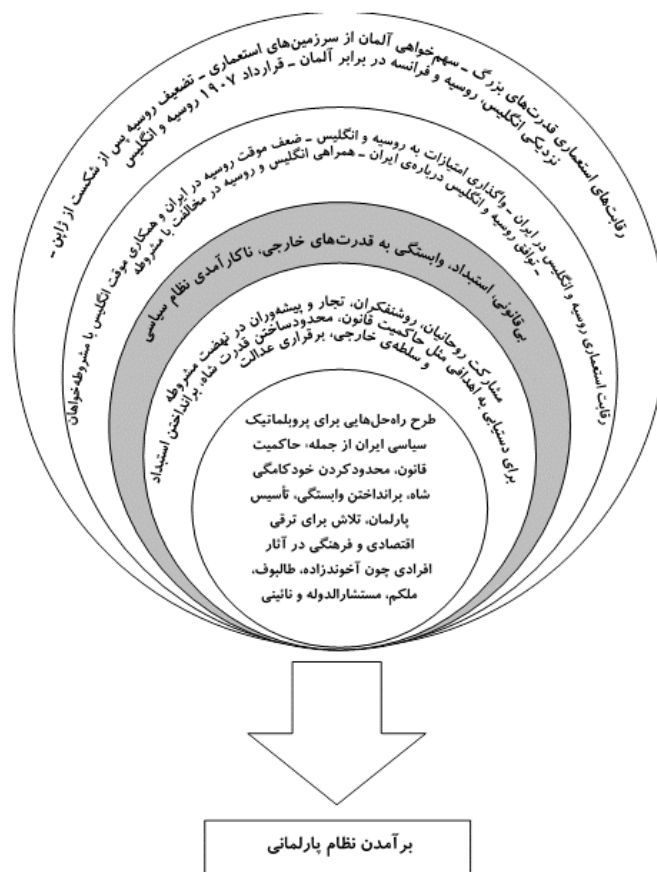 رقابت‌های استعماری قدرت‌های بزرگ – سهم‌خواهی آلمان از سرزمین‌های استعماری – تضعیف روسیه پس از شکست از ژاپن –
نزدیکی انگلیس، روسیه و فرانسه در برابر آلمان – قرارداد ۱۹۰۷ روسیه و انگلیس
رقابت استعماری روسیه و انگلیس در ایران – واگذاری امتیازات به روسیه و انگلیس – ضعف موقت روسیه در ایران و همکاری موقت انگلیس با مشروطه‌خواهان
– توافق روسیه و انگلیس درباره‌ی ایران – همراهی انگلیس و روسیه در مخالفت با مشروطه
بی‌قانونی، استبداد، وابستگی به قدرت‌های خارجی، ناکارآمدی نظام سیاسی
مشارکت روحانیان، روشنفکران، تجار و پیشه‌وران در نهضت مشروطه
برای دستیابی به اهدافی مثل حاکمیت قانون، محدودساختن قدرت شاه، برانداختن استبداد
و سلطه‌ی خارجی، برقراری عدالت
طرح راه‌حل‌هایی برای پروبلماتیک
سیاسی ایران از جمله، حاکمیت
قانون، محدودکردن خودکامگی
شاه، برانداختن وابستگی، تأسیس
پارلمان، تلاش برای ترقی
اقتصادی و فرهنگی در آثار
افرادی چون آخوندزاده، طالبوف،
ملکم، مستشارالدوله و نائینی
برآمدن نظام پارلمانی